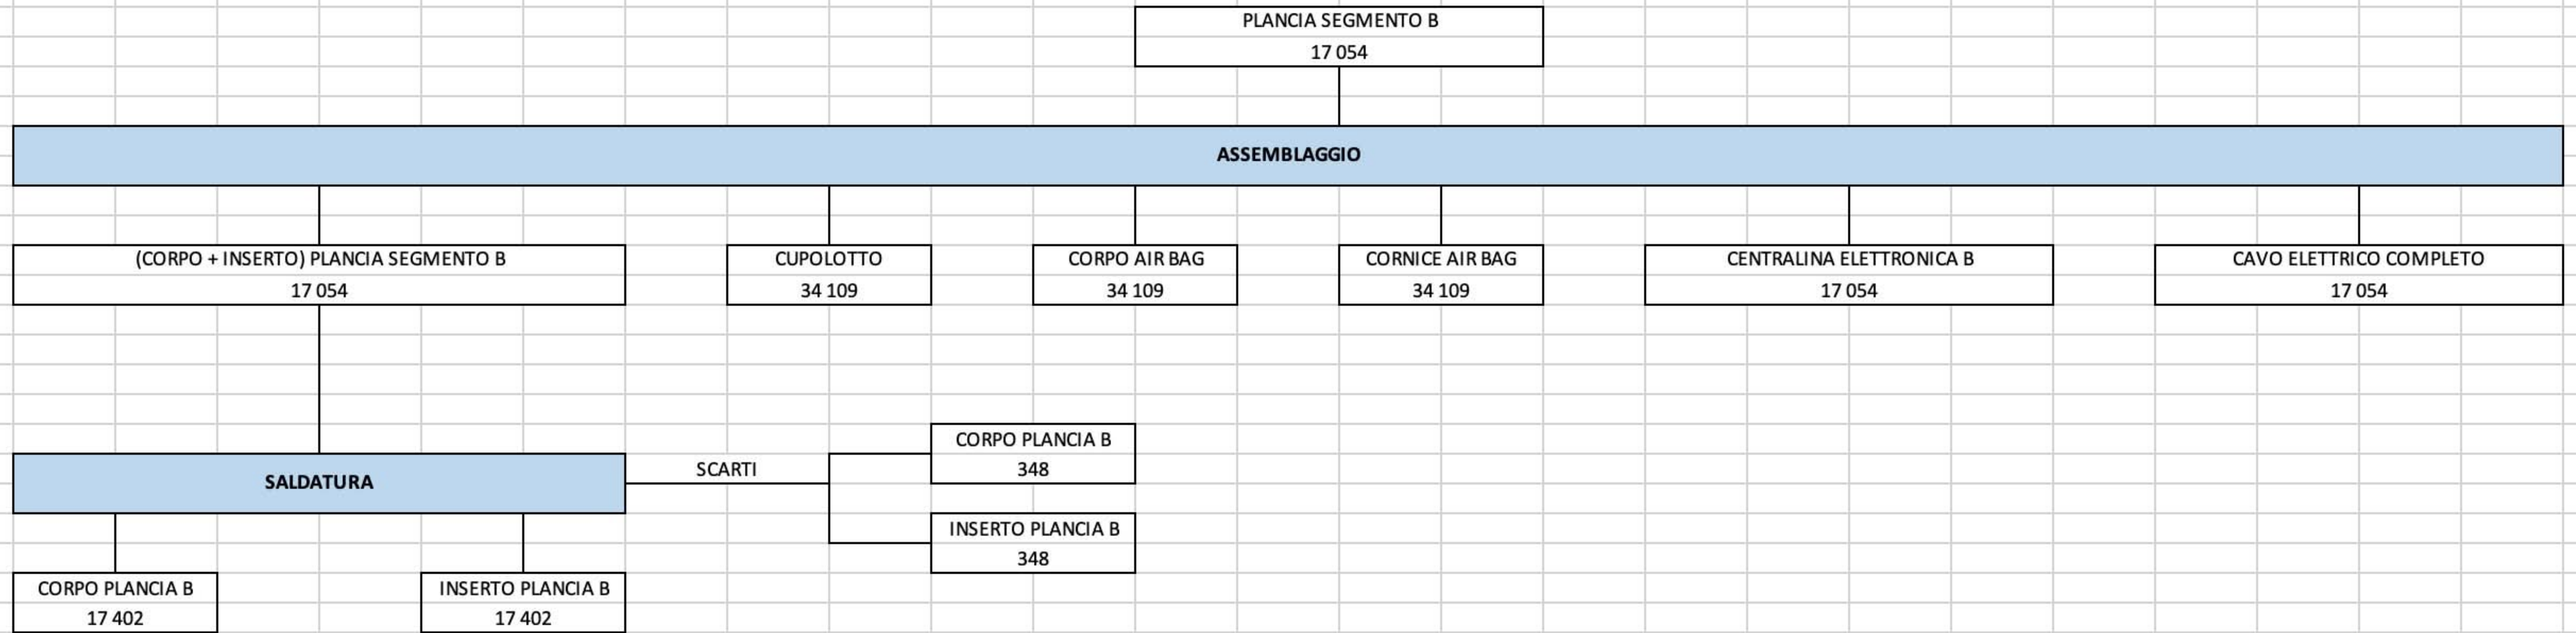 PLANCIA SEGMENTO B
17 054
ASSEMBLAGGIO
(CORPO + INSERTO) PLANCIA SEGMENTO B
17 054
CUPOLOTTO
34 109
CORPO AIR BAG
34 109
CORNICE AIR BAG
34 109
CENTRALINA ELETTRONICA B
17 054
CAVO ELETTRICO COMPLETO
17 054
SALDATURA
SCARTI
CORPO PLANCIA B
348
INSERTO PLANCIA B
348
CORPO PLANCIA B
17 402
INSERTO PLANCIA B
17 402